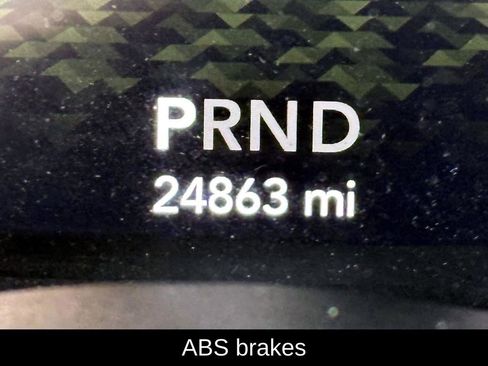 PRND
24863 mi
ABS brakes